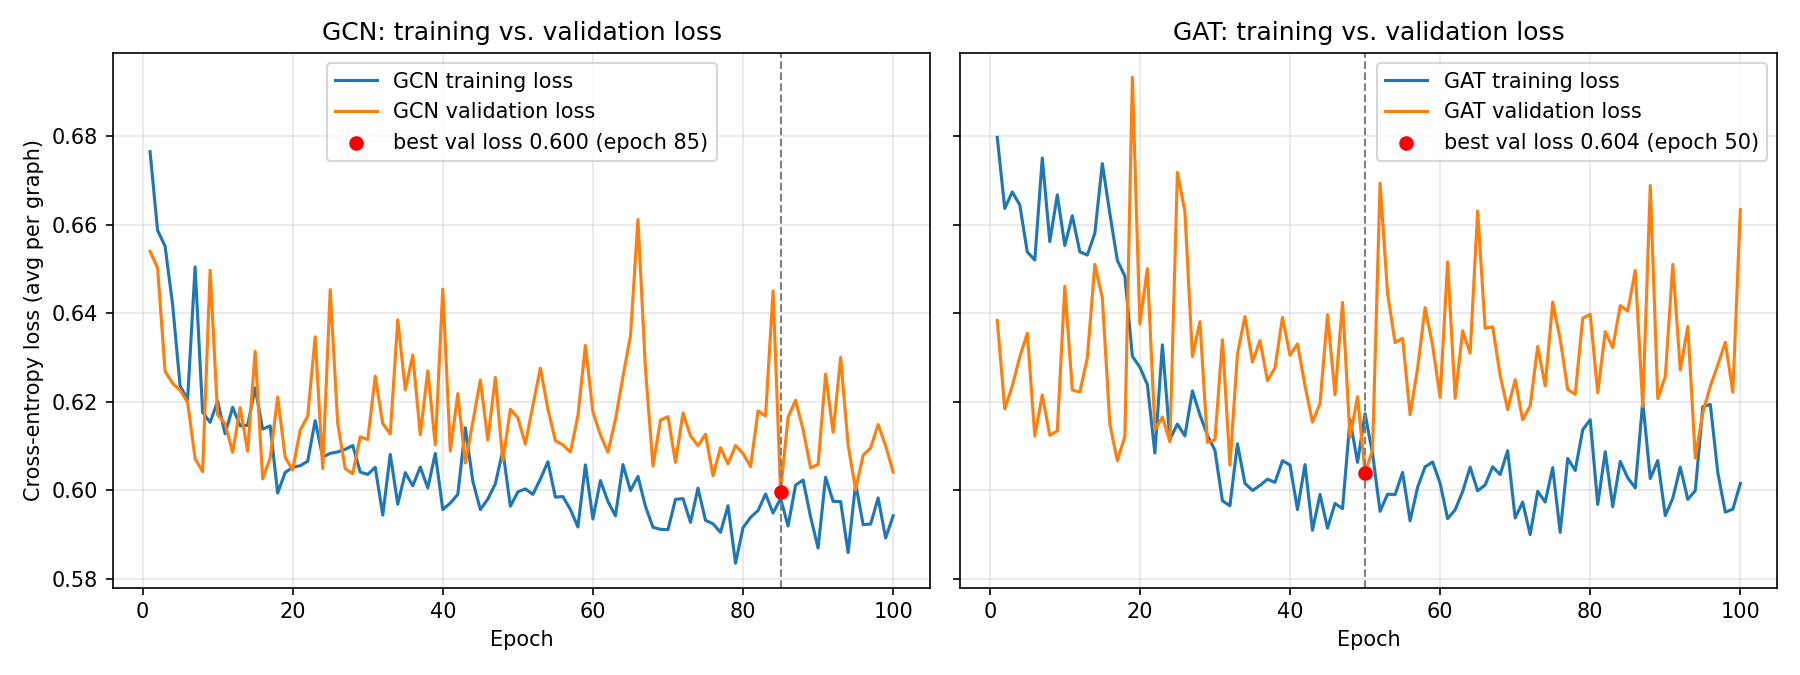 GCN: training vs. validation loss
GCN training loss
GCN validation loss
best val loss 0.600 (epoch 85)
Cross-entropy loss (avg per graph)
0.68
0.66
0.64
0.62
0.60
0.58
0 20 40 60 80 100
Epoch
GAT: training vs. validation loss
GAT training loss
GAT validation loss
best val loss 0.604 (epoch 50)
0 20 40 60 80 100
Epoch